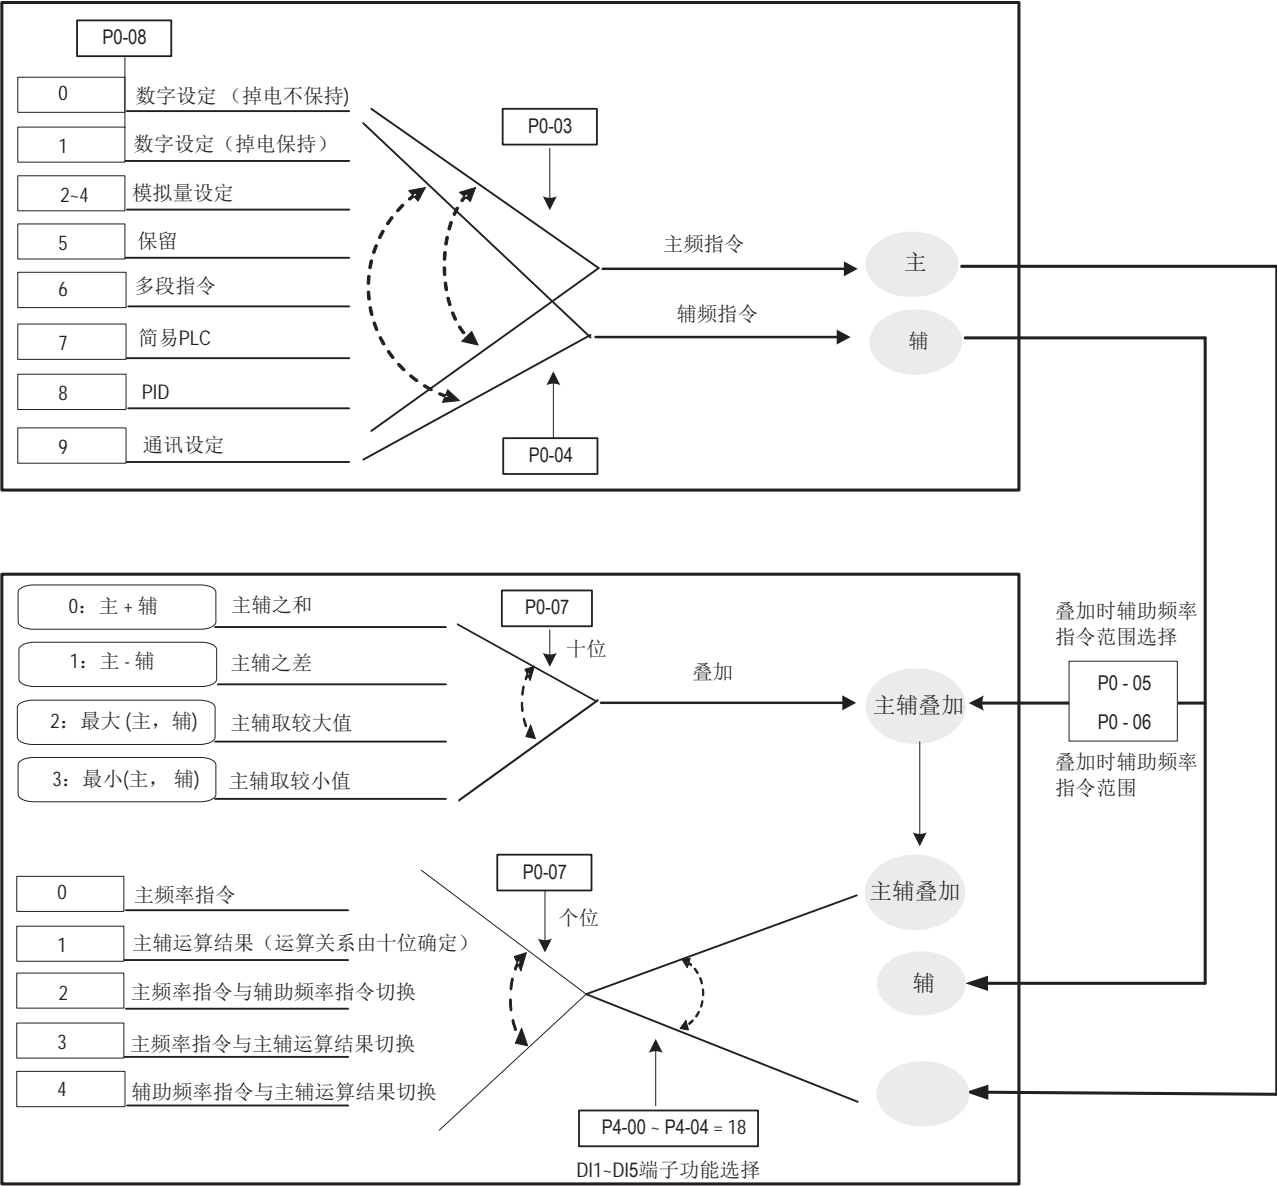 P0-08
0 数字设定 （掉电不保持)
1 数字设定（掉电保持）
2~4 模拟量设定
5 保留
6 多段指令
7 简易PLC
8 PID
9 通讯设定
P0-03
主频指令
主
辅频指令
辅
P0-04
0：主 + 辅 主辅之和
1：主 - 辅 主辅之差
2：最大 (主，辅) 主辅取较大值
3：最小(主， 辅) 主辅取较小值
P0-07
十位
叠加
主辅叠加
叠加时辅助频率
指令范围选择
P0 - 05
P0 - 06
叠加时辅助频率
指令范围
0 主频率指令
1 主辅运算结果（运算关系由十位确定）
2 主频率指令与辅助频率指令切换
3 主频率指令与主辅运算结果切换
4 辅助频率指令与主辅运算结果切换
P0-07
个位
主辅叠加
辅
P4-00 ~ P4-04 = 18
DI1~DI5端子功能选择